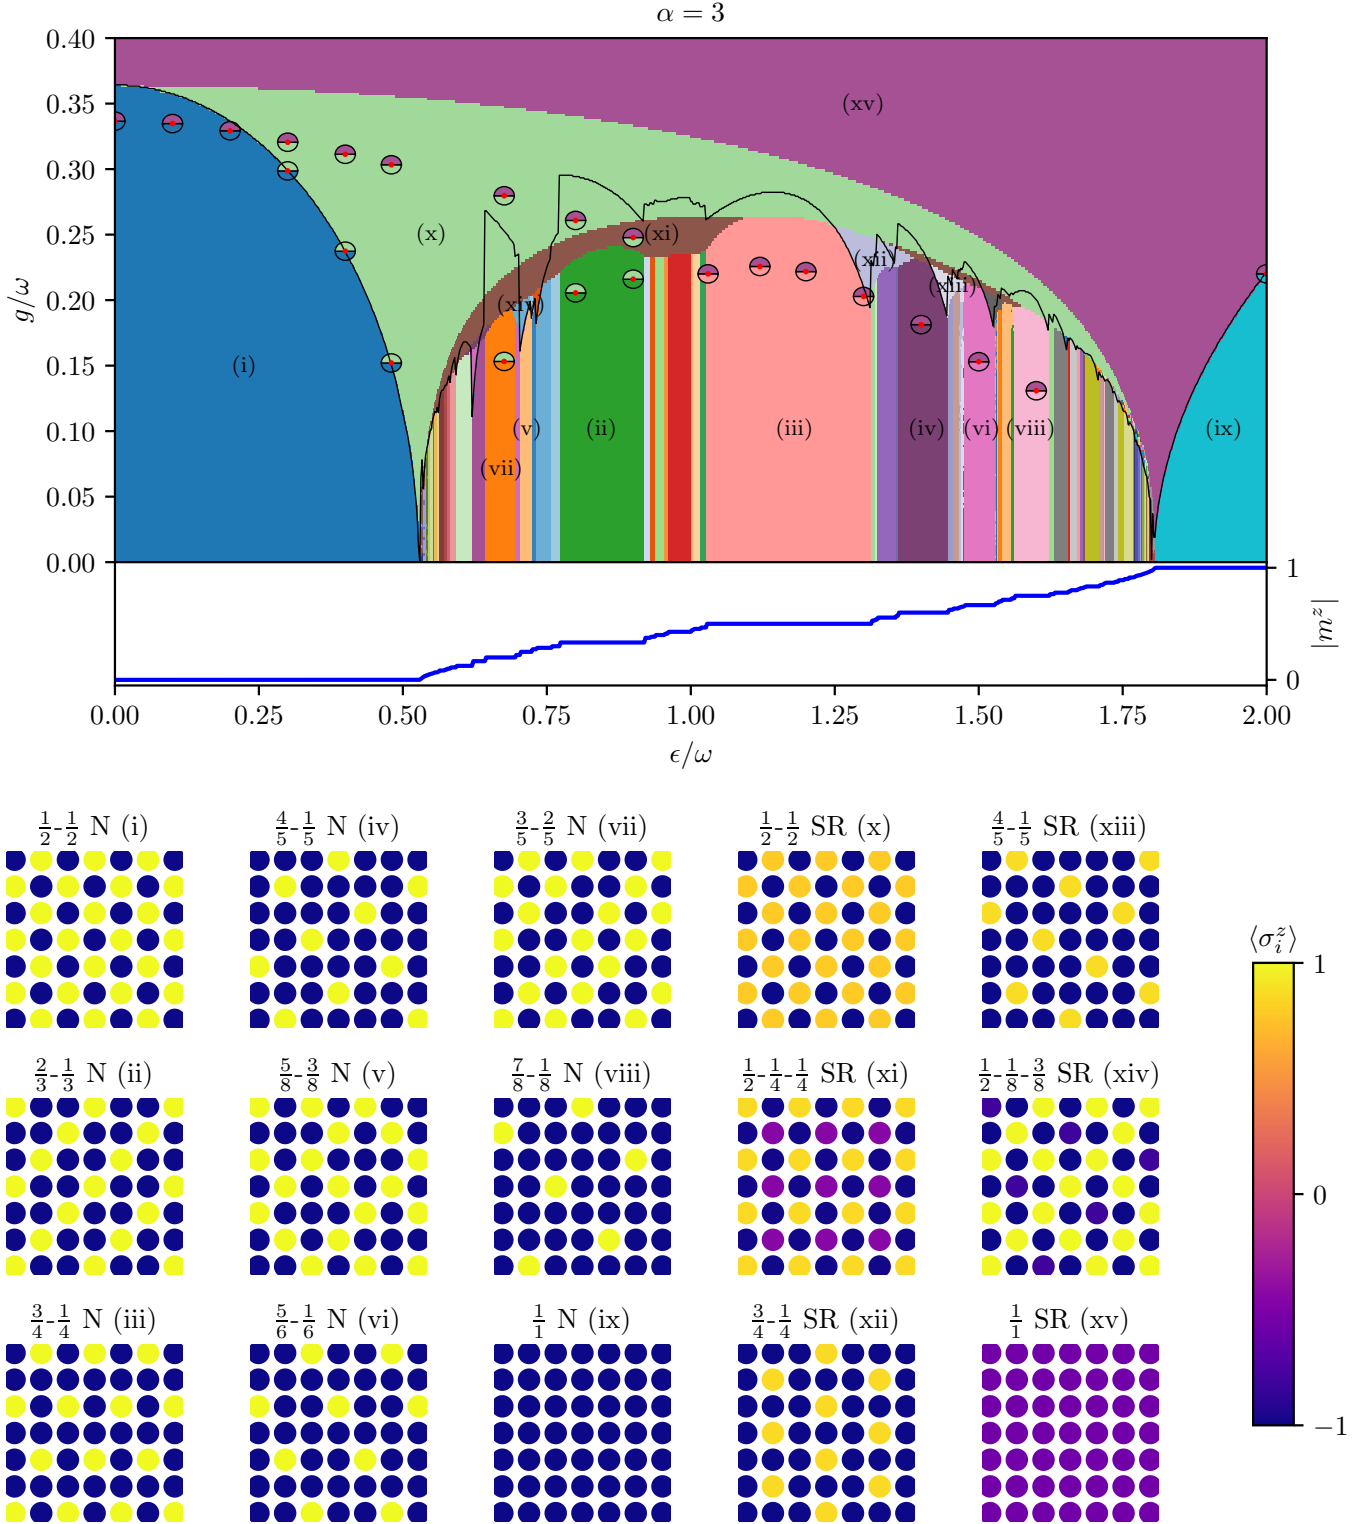 α = 3
0.40
0.35
0.30
0.25
0.20
0.15
0.10
0.05
0.00
g/ω
(i)
(x)
(xv)
(xi)
(xii)
(xiii)
(xiv)
(v)
(vii)
(ii)
(iii)
(iv)
(vi)
(viii)
(ix)
1
0
|m^z|
0.00 0.25 0.50 0.75 1.00 1.25 1.50 1.75 2.00
ϵ/ω
1/2-1/2 N (i) 4/5-1/5 N (iv) 3/5-2/5 N (vii) 1/2-1/2 SR (x) 4/5-1/5 SR (xiii)
2/3-1/3 N (ii) 5/8-3/8 N (v) 7/8-1/8 N (viii) 1/2-1/4-1/4 SR (xi) 1/2-1/8-3/8 SR (xiv)
3/4-1/4 N (iii) 5/6-1/6 N (vi) 1/1 N (ix) 3/4-1/4 SR (xii) 1/1 SR (xv)
⟨σ_i^z⟩
1
0
−1